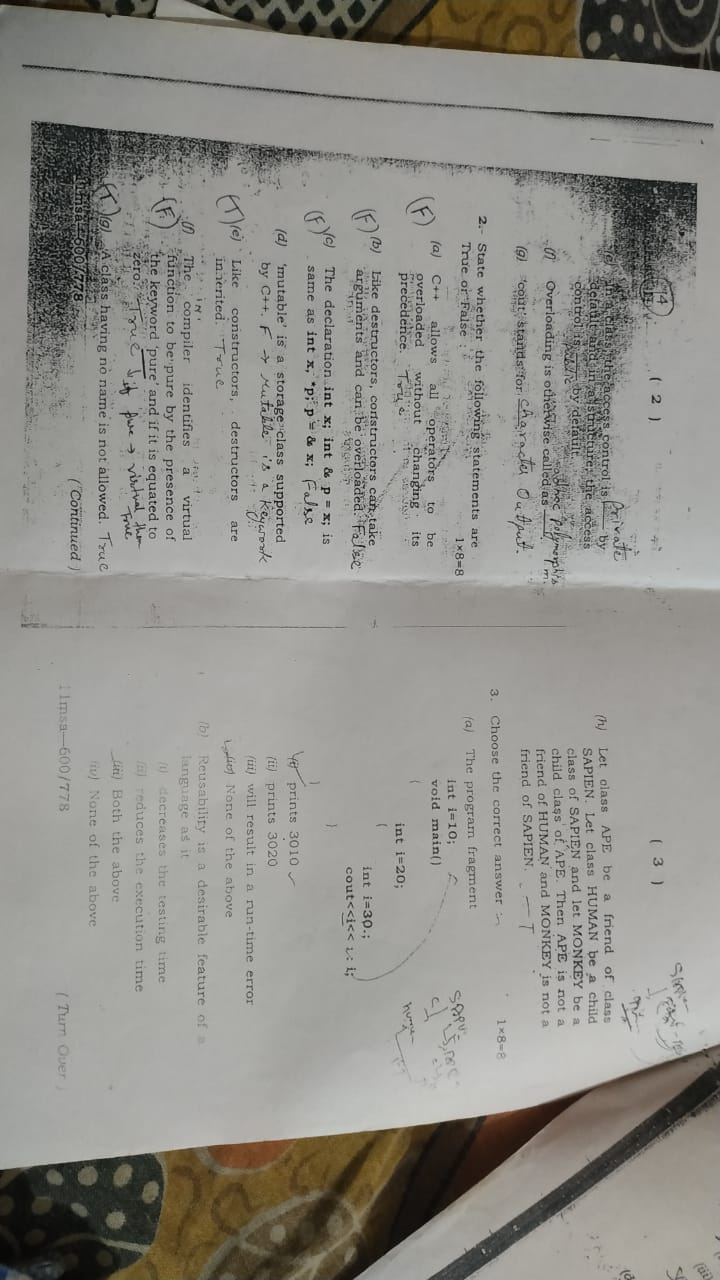 14
( 2 )
(e) In a class, the access control is private by
default and in a structure, the access
control is public by default.
(f) Overloading is otherwise called as adhoc polymorphism.
(g) 'cout' stands for character Output.
2. State whether the following statements are
True or False : 1×8=8
(F) (a) C++ allows all operators to be
overloaded without changing its
precedence. True
(F) (b) Like destructors, constructors can take
arguments and can be overloaded. False
(F) (c) The declaration int x; int & p = x; is
same as int x, *p; p = & x; False
(d) 'mutable' is a storage class supported
by C++. F → Mutable is a Keywork
(T) (e) Like constructors, destructors are
inherited. True
(F) (f) The compiler identifies a virtual
function to be pure by the presence of
the keyword 'pure' and if it is equated to
zero. True ↓ if pure → virtual then True
(T) (g) A class having no name is not allowed. True
11msa—600/778 (Continued)
( 3 )
Sapien
(h) Let class APE be a friend of class
SAPIEN. Let class HUMAN be a child
class of SAPIEN and let MONKEY be a
child class of APE. Then APE is not a
friend of HUMAN and MONKEY is not a
friend of SAPIEN. — T
3. Choose the correct answer : 1×8=8
(a) The program fragment
int i=10;
void main()
{
int i=20;
{
int i=30.;
cout<<i<< : : i;
}
}
(i) prints 3010
(ii) prints 3020
(iii) will result in a run-time error
(iv) None of the above
human
(b) Reusability is a desirable feature of a
language as it
(i) decreases the testing time
(ii) reduces the execution time
(iii) Both the above
(iv) None of the above
11msa—600/778 ( Turn Over )